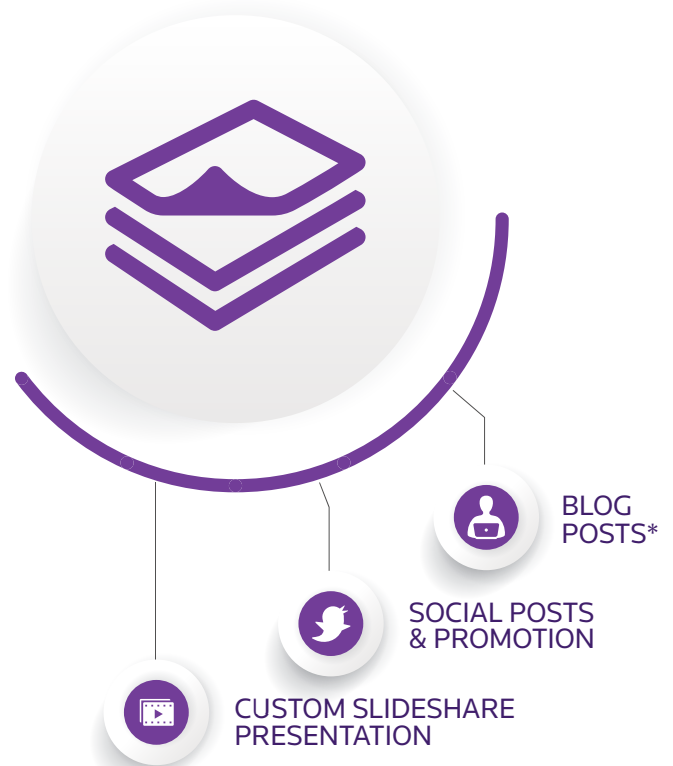 BLOG
POSTS*
SOCIAL POSTS
& PROMOTION
CUSTOM SLIDESHARE
PRESENTATION